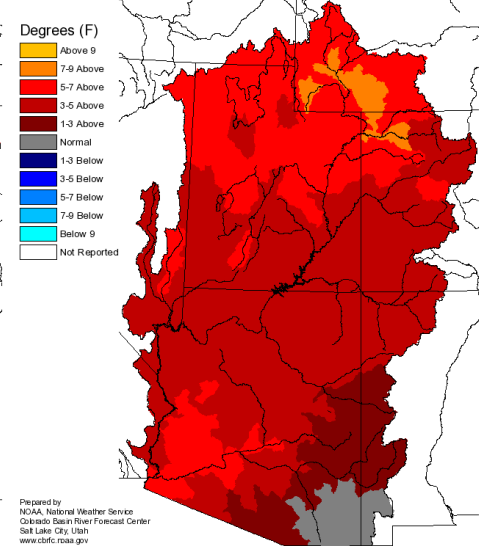 Degrees (F)
Above 9
7-9 Above
5-7 Above
3-5 Above
1-3 Above
Normal
1-3 Below
3-5 Below
5-7 Below
7-9 Below
Below 9
Not Reported
Prepared by
NOAA, National Weather Service
Colorado Basin River Forecast Center
Salt Lake City, Utah
www.cbrfc.noaa.gov